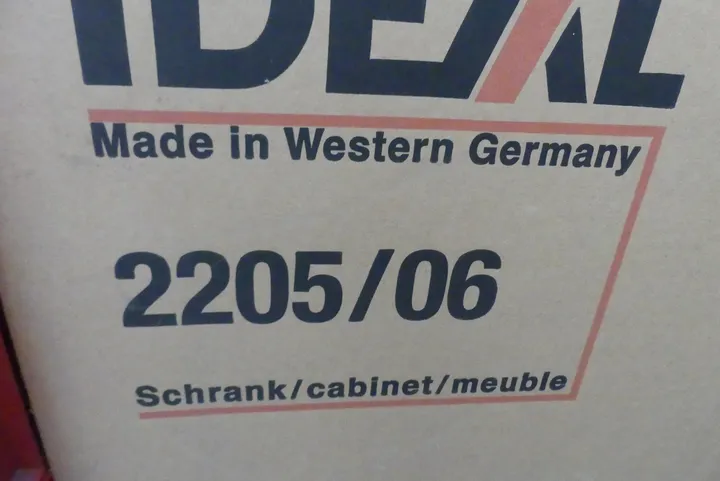 IDEAL
Made in Western Germany
2205/06
Schrank/cabinet/meuble